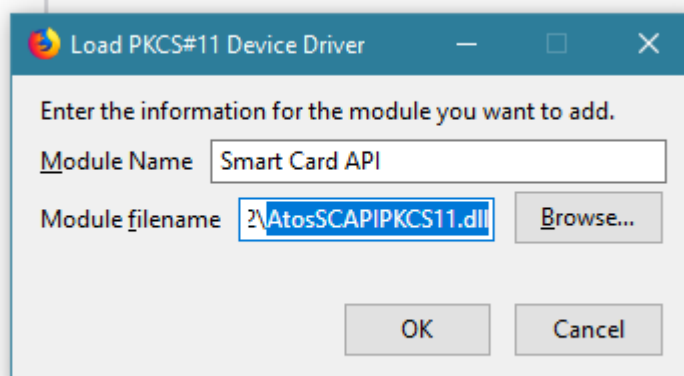 Load PKCS#11 Device Driver
Enter the information for the module you want to add.
Module Name Smart Card API
Module filename 2\AtosSCAPIPKCS11.dll Browse...
OK Cancel